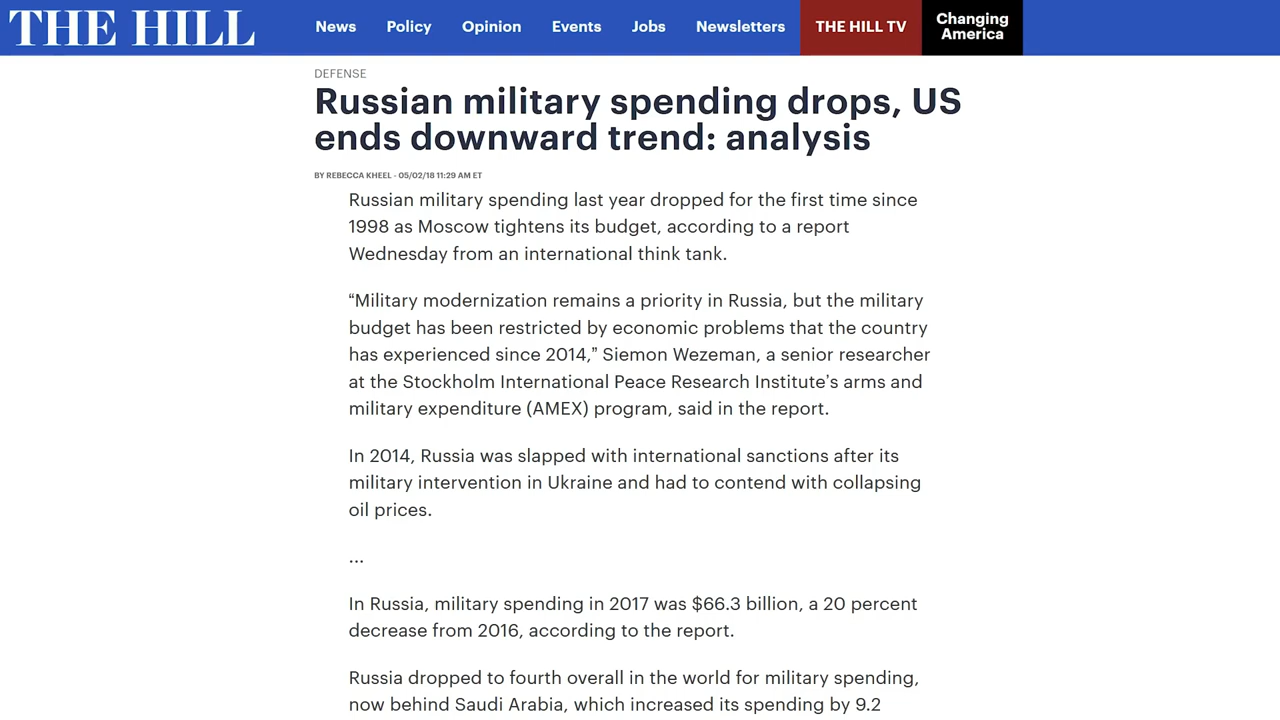 THE HILL
News Policy Opinion Events Jobs Newsletters THE HILL TV Changing America
DEFENSE
Russian military spending drops, US
ends downward trend: analysis
BY REBECCA KHEEL - 05/02/18 11:29 AM ET
Russian military spending last year dropped for the first time since
1998 as Moscow tightens its budget, according to a report
Wednesday from an international think tank.
“Military modernization remains a priority in Russia, but the military
budget has been restricted by economic problems that the country
has experienced since 2014,” Siemon Wezeman, a senior researcher
at the Stockholm International Peace Research Institute's arms and
military expenditure (AMEX) program, said in the report.
In 2014, Russia was slapped with international sanctions after its
military intervention in Ukraine and had to contend with collapsing
oil prices.
...
In Russia, military spending in 2017 was $66.3 billion, a 20 percent
decrease from 2016, according to the report.
Russia dropped to fourth overall in the world for military spending,
now behind Saudi Arabia, which increased its spending by 9.2